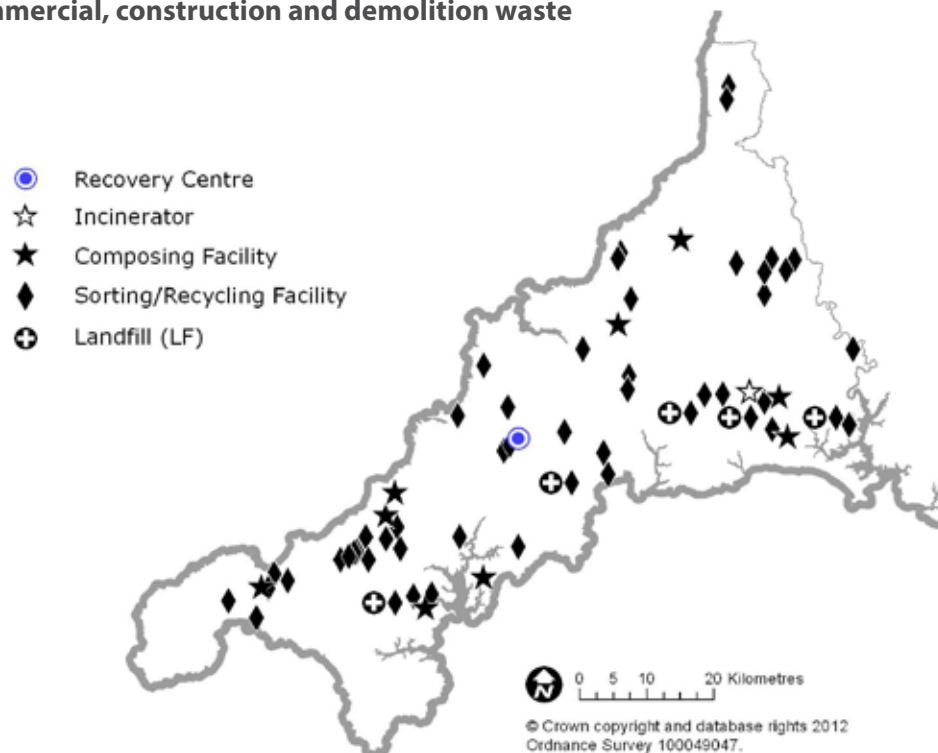 mmercial, construction and demolition waste
Recovery Centre
Incinerator
Composing Facility
Sorting/Recycling Facility
Landfill (LF)
N
0 5 10 20 Kilometres
© Crown copyright and database rights 2012
Ordnance Survey 100049047.